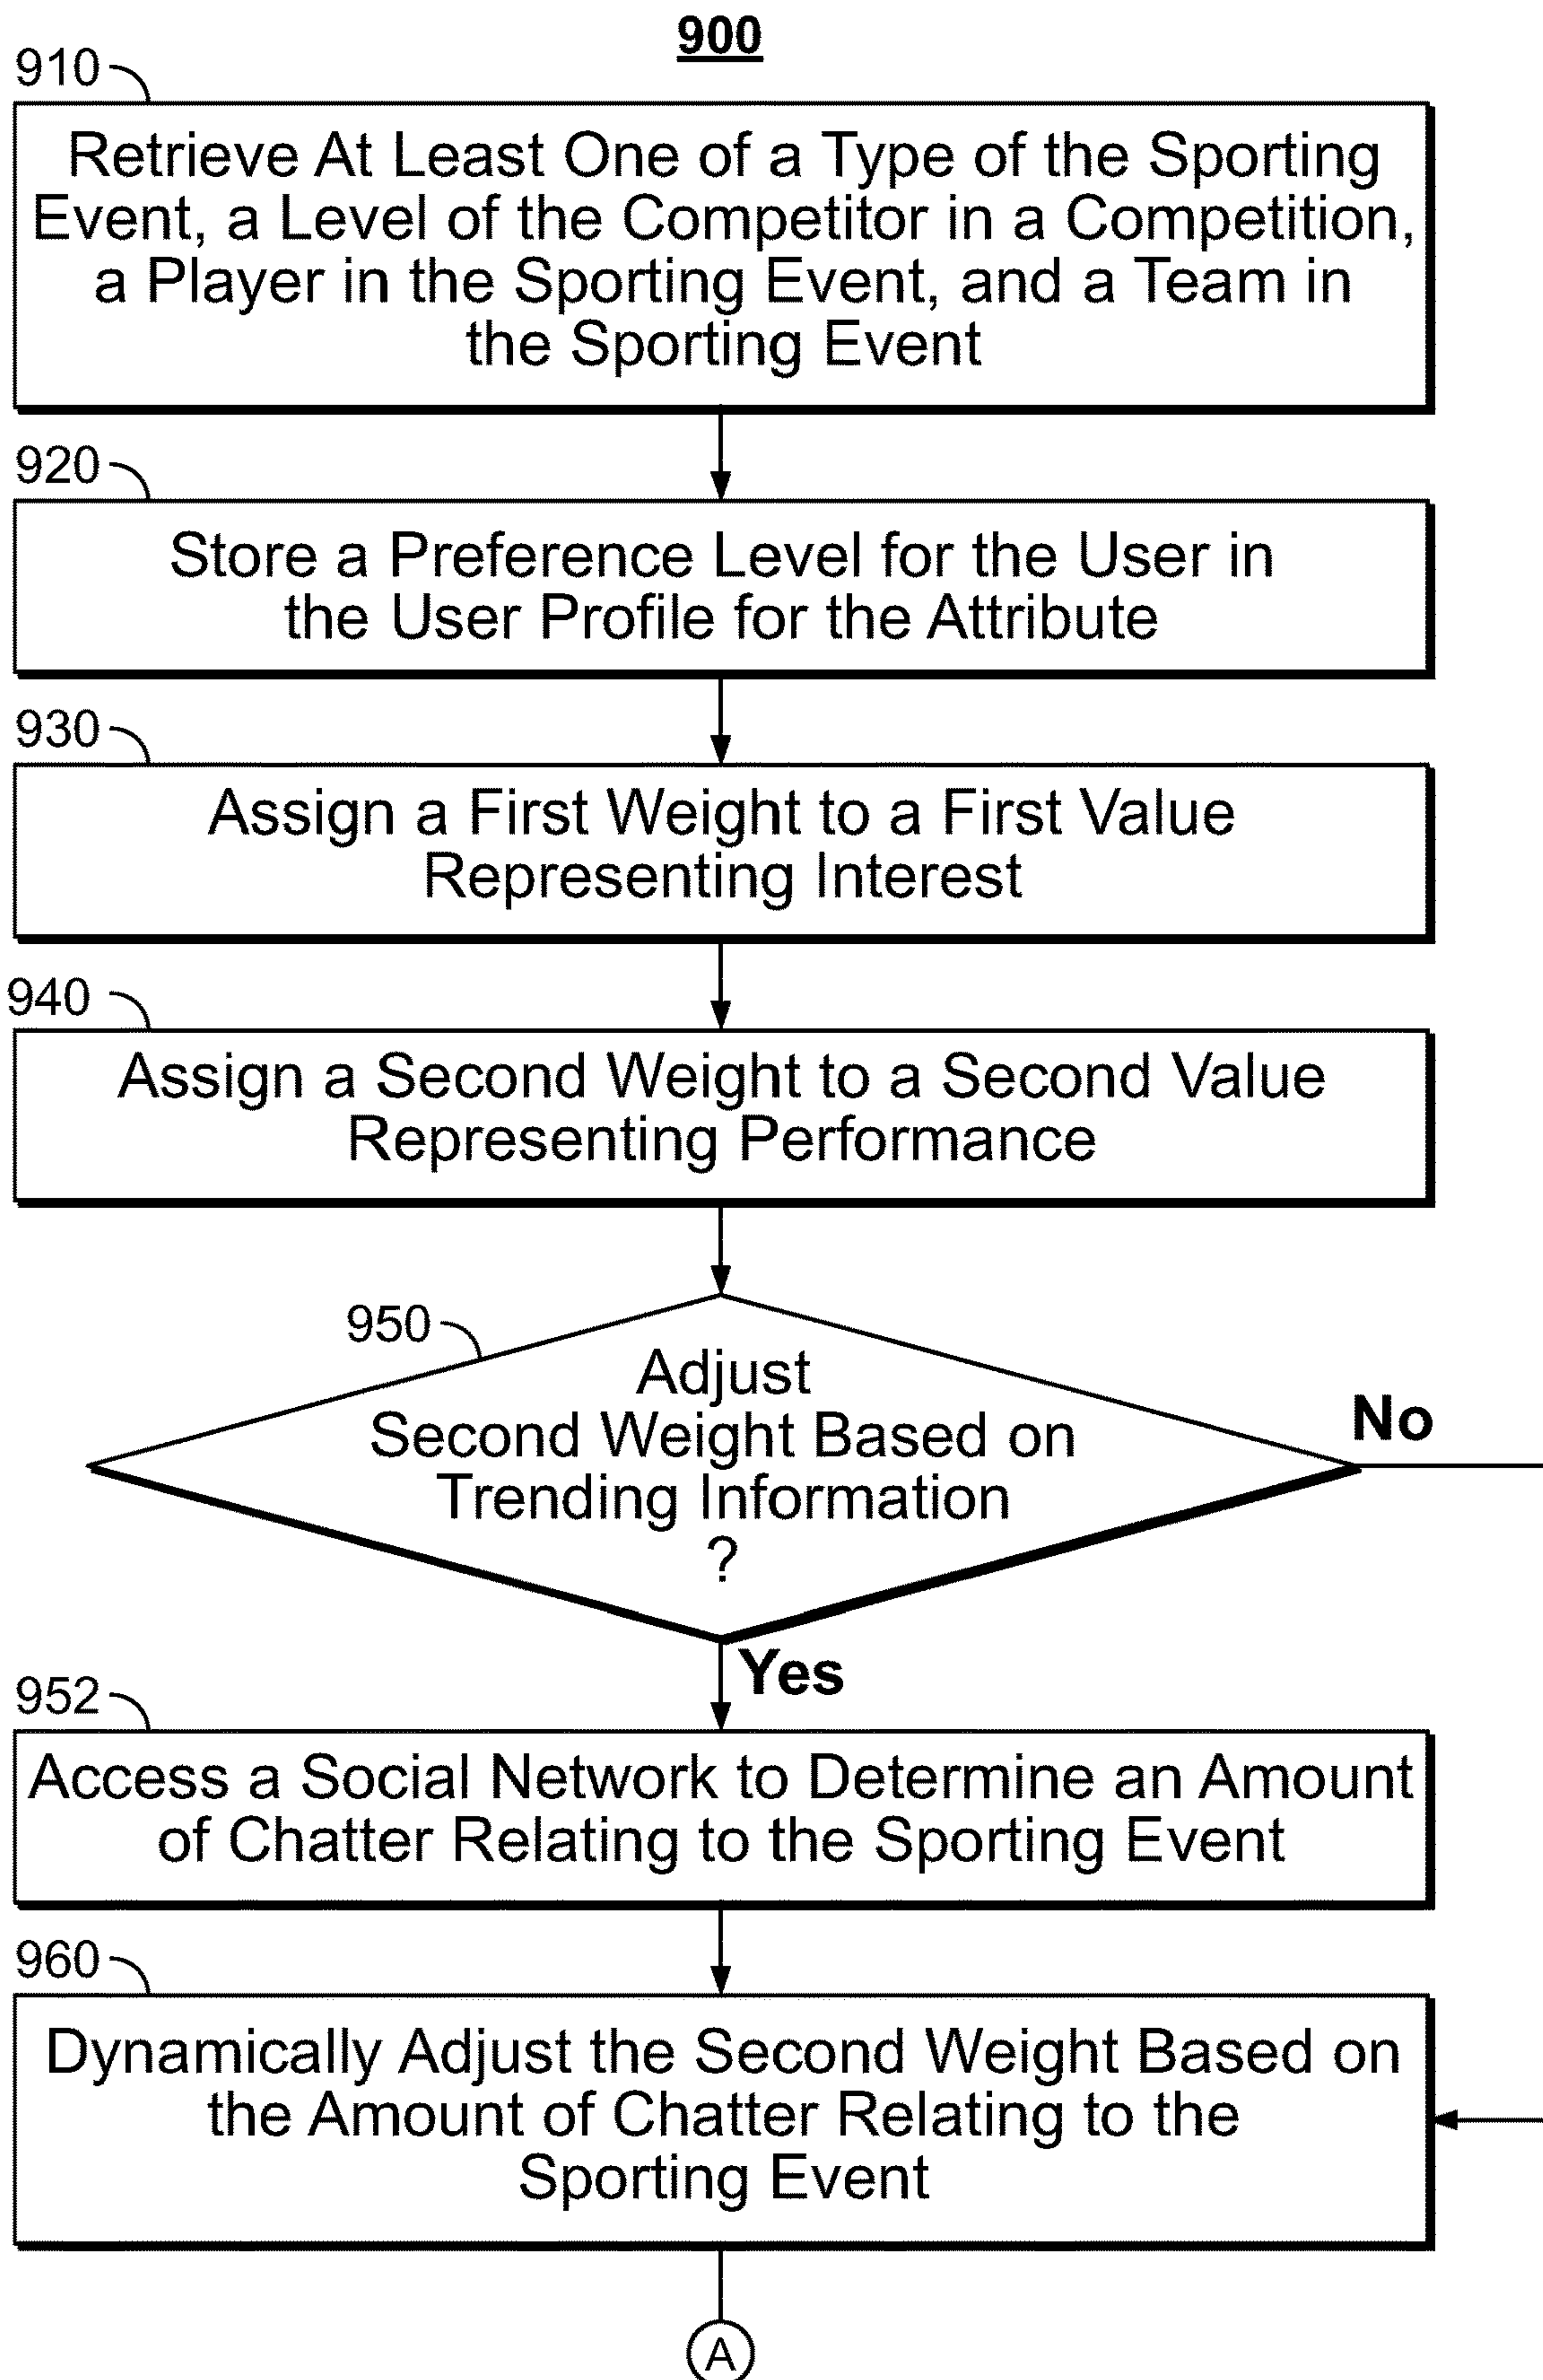 900
910
Retrieve At Least One of a Type of the Sporting
Event, a Level of the Competitor in a Competition,
a Player in the Sporting Event, and a Team in
the Sporting Event
920
Store a Preference Level for the User in
the User Profile for the Attribute
930
Assign a First Weight to a First Value
Representing Interest
940
Assign a Second Weight to a Second Value
Representing Performance
950
Adjust
Second Weight Based on
Trending Information
?
No
Yes
952
Access a Social Network to Determine an Amount
of Chatter Relating to the Sporting Event
960
Dynamically Adjust the Second Weight Based on
the Amount of Chatter Relating to the
Sporting Event
A